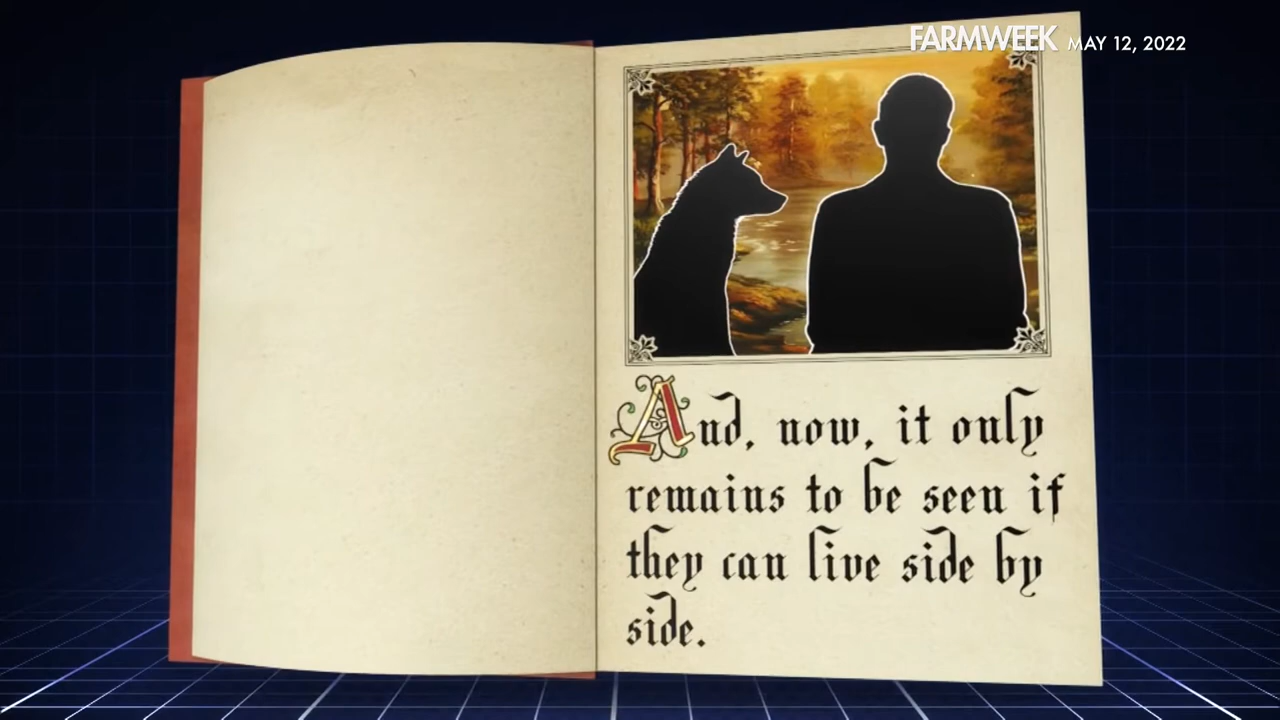 FARMWEEK MAY 12, 2022
And, now, it only
remains to be seen if
they can live side by
side.